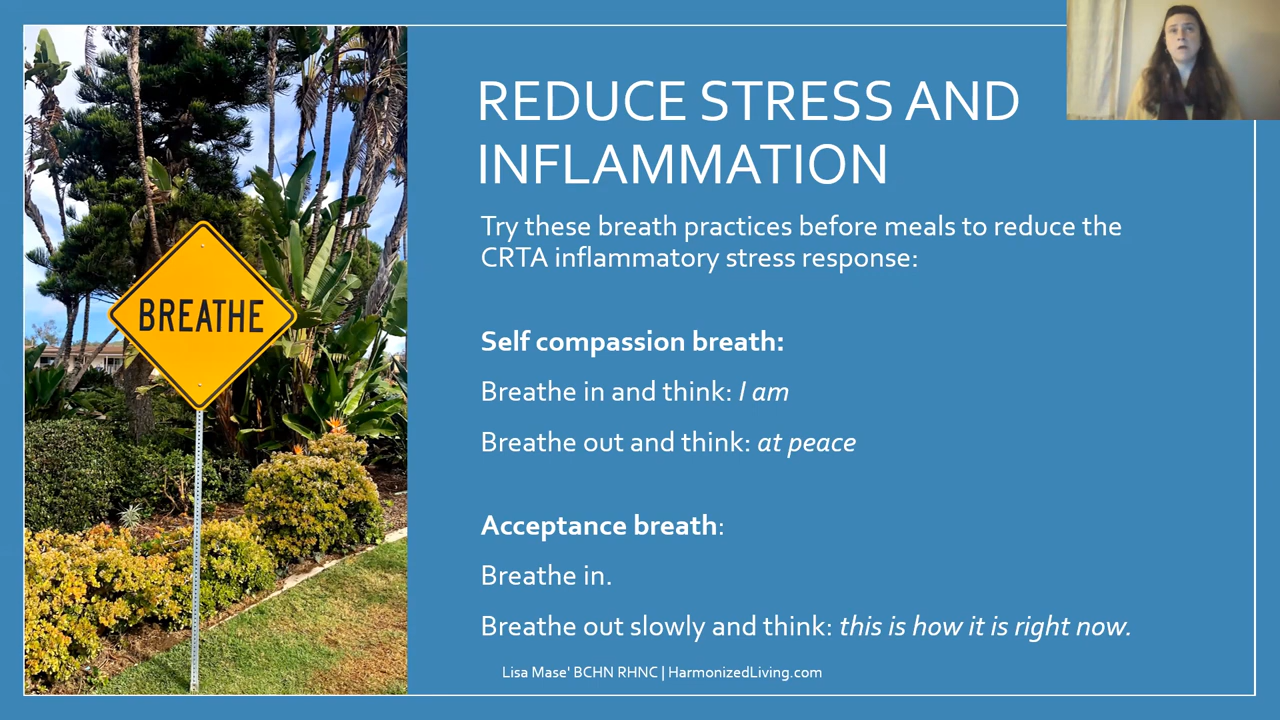 BREATHE
REDUCE STRESS AND
INFLAMMATION
Try these breath practices before meals to reduce the
CRTA inflammatory stress response:
Self compassion breath:
Breathe in and think: I am
Breathe out and think: at peace
Acceptance breath:
Breathe in.
Breathe out slowly and think: this is how it is right now.
Lisa Mase' BCHN RHNC | HarmonizedLiving.com